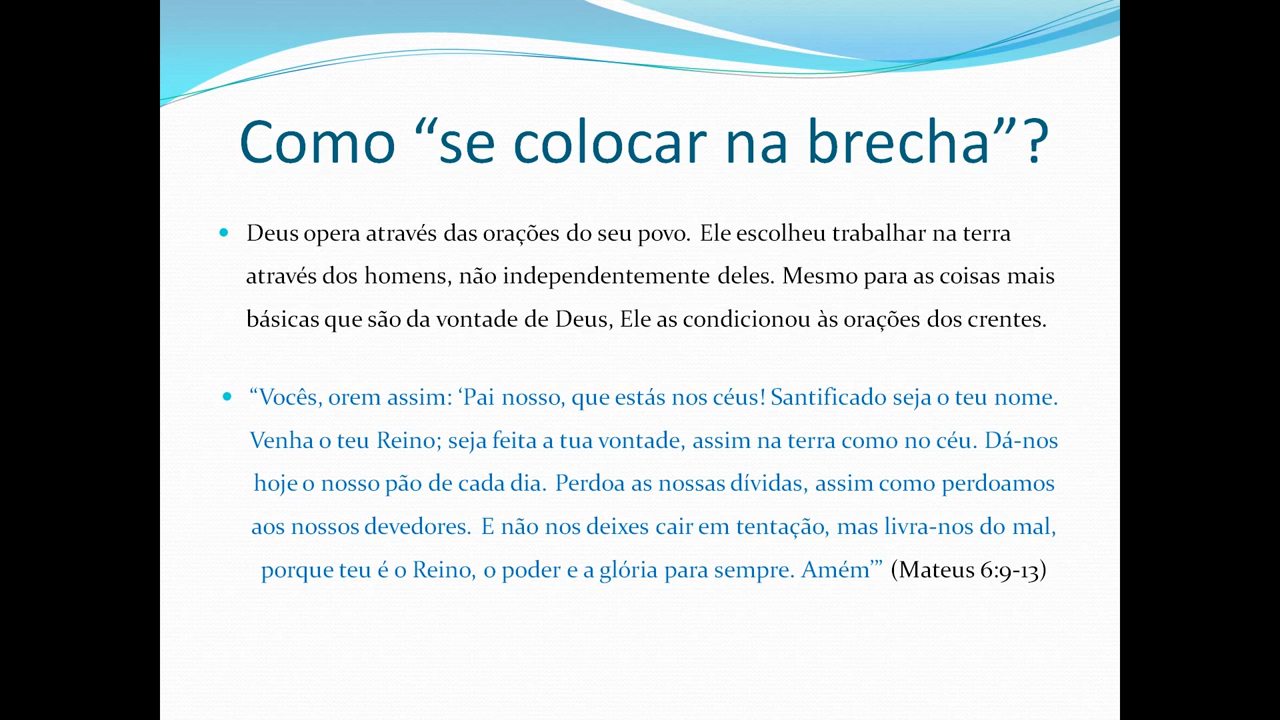 Como “se colocar na brecha”?
Deus opera através das orações do seu povo. Ele escolheu trabalhar na terra
através dos homens, não independentemente deles. Mesmo para as coisas mais
básicas que são da vontade de Deus, Ele as condicionou às orações dos crentes.
“Vocês, orem assim: ‘Pai nosso, que estás nos céus! Santificado seja o teu nome.
Venha o teu Reino; seja feita a tua vontade, assim na terra como no céu. Dá-nos
hoje o nosso pão de cada dia. Perdoa as nossas dívidas, assim como perdoamos
aos nossos devedores. E não nos deixes cair em tentação, mas livra-nos do mal,
porque teu é o Reino, o poder e a glória para sempre. Amém’” (Mateus 6:9-13)